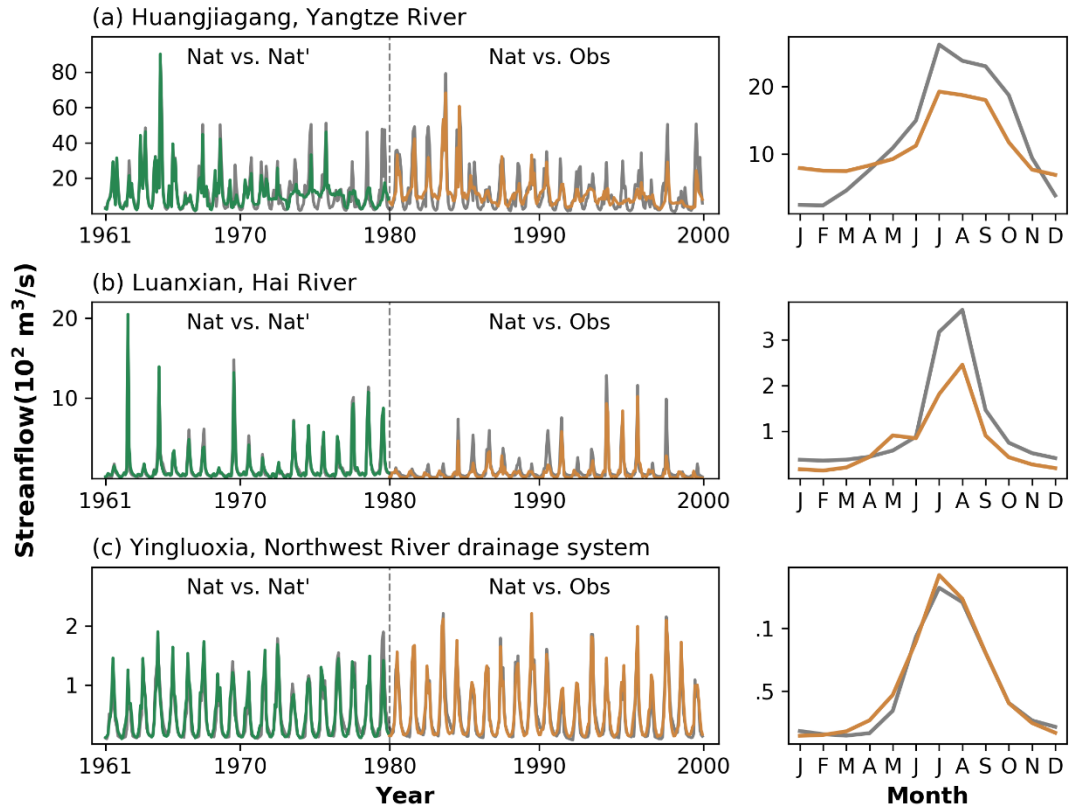 (a) Huangjiagang, Yangtze River
Nat vs. Nat' Nat vs. Obs
80
60
40
20
1961 1970 1980 1990 2000
20
10
J F M A M J J A S O N D
(b) Luanxian, Hai River
Nat vs. Nat' Nat vs. Obs
20
10
1961 1970 1980 1990 2000
3
2
1
J F M A M J J A S O N D
(c) Yingluoxia, Northwest River drainage system
Nat vs. Nat' Nat vs. Obs
2
1
1961 1970 1980 1990 2000
.1
.5
J F M A M J J A S O N D
Streanflow(10² m³/s)
Year
Month